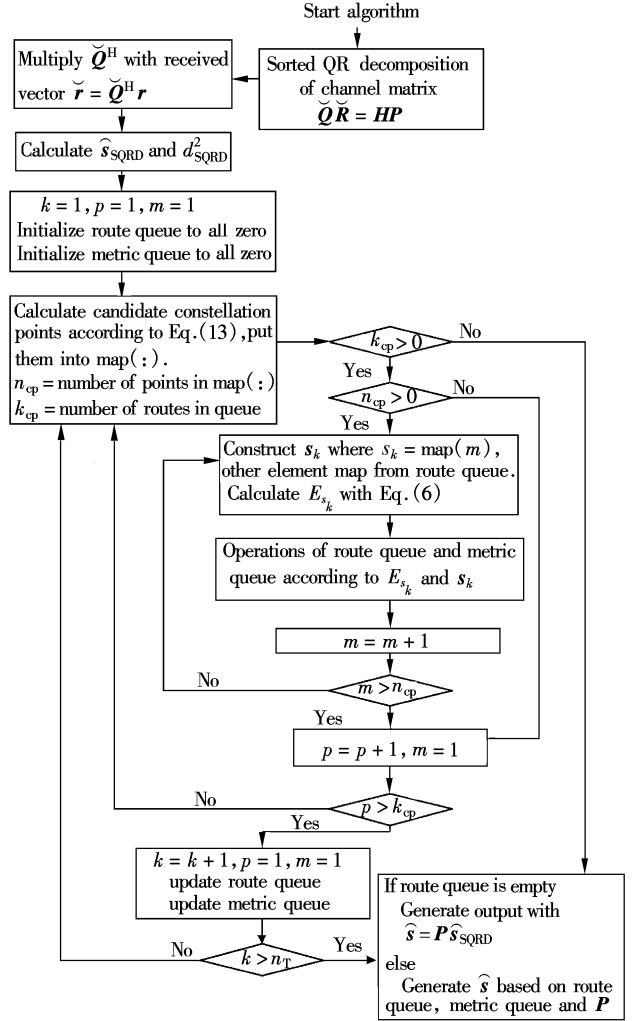 Start algorithm
Sorted QR decomposition
of channel matrix
Q̆R̆ = HP
Multiply Q̆ᴴ with received
vector r̆ = Q̆ᴴr
Calculate ŝ_SQRD and d²_SQRD
k = 1, p = 1, m = 1
Initialize route queue to all zero
Initialize metric queue to all zero
Calculate candidate constellation
points according to Eq.(13), put
them into map(:).
n_cp = number of points in map(:)
k_cp = number of routes in queue
k_cp > 0
No
Yes
n_cp > 0
No
Yes
Construct s_k where s_k = map(m),
other element map from route queue.
Calculate E_{s_k} with Eq.(6)
Operations of route queue and metric
queue according to E_{s_k} and s_k
m = m + 1
m > n_cp
No
Yes
p = p + 1, m = 1
p > k_cp
No
Yes
k = k + 1, p = 1, m = 1
update route queue
update metric queue
k > n_T
No
Yes
If route queue is empty
Generate output with
ŝ = Pŝ_SQRD
else
Generate ŝ based on route
queue, metric queue and P